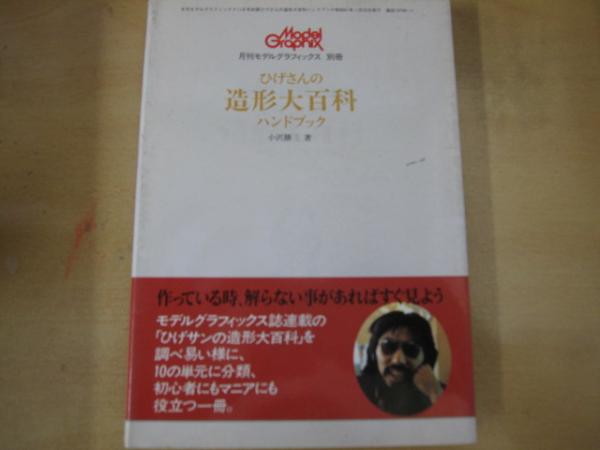 Model
Graphix
月刊モデルグラフィックス 別冊
ひげさんの
造形大百科
ハンドブック
小沢勝三 著
作っている時、解らない事があればすぐ見よう
モデルグラフィックス誌連載の
「ひげサンの造形大百科」を
調べ易い様に、
10の単元に分類、
初心者にもマニアにも
役立つ一冊。